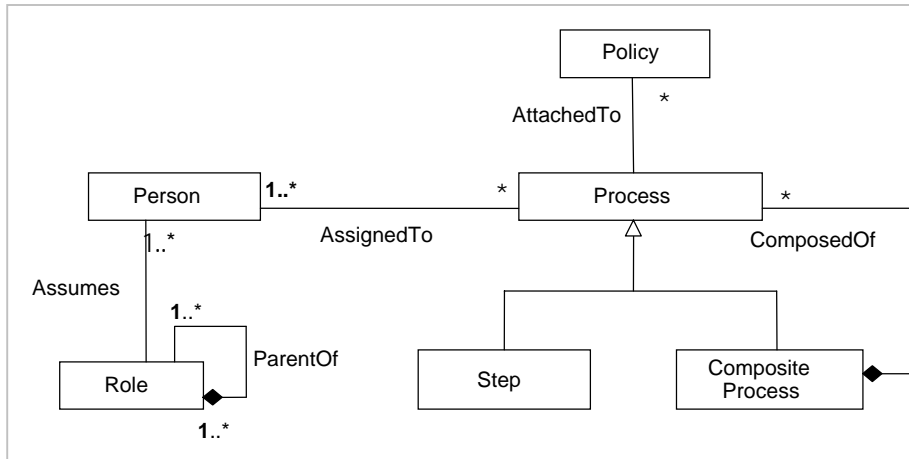 Policy
*
AttachedTo
Person
1..*
*
Process
*
1..*
AssignedTo
ComposedOf
Assumes
1..*
ParentOf
Role
Step
Composite
Process
1..*